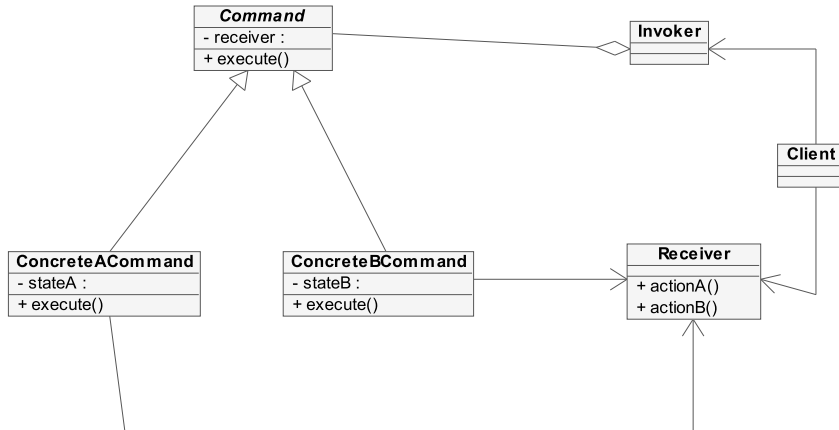 Command
- receiver :
+ execute()
Invoker
Client
ConcreteACommand
- stateA :
+ execute()
ConcreteBCommand
- stateB :
+ execute()
Receiver
+ actionA()
+ actionB()